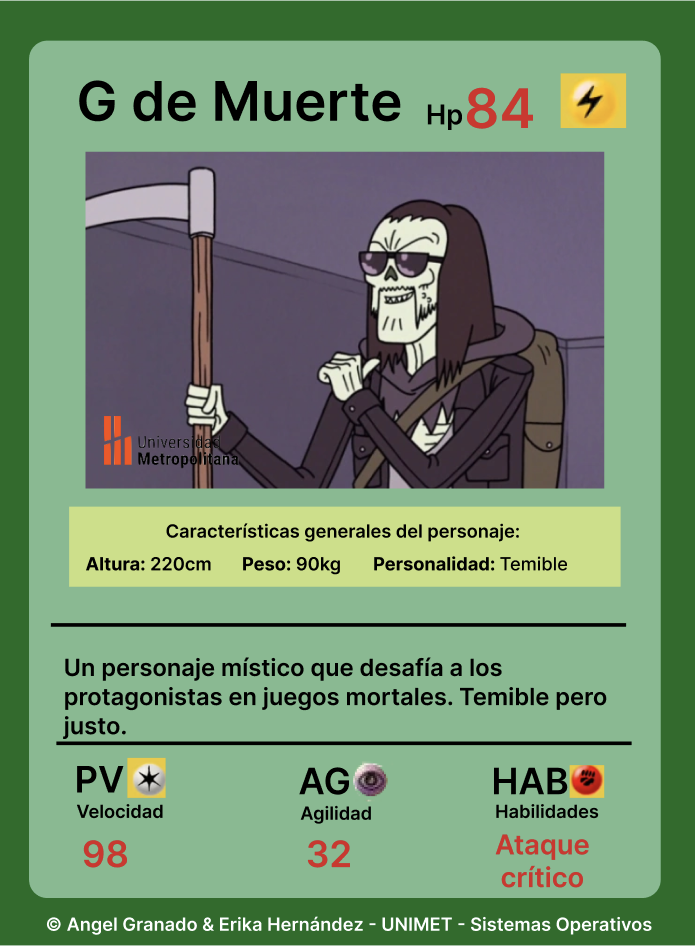 G de Muerte Hp84
Universidad
Metropolitana
Características generales del personaje:
Altura: 220cm Peso: 90kg Personalidad: Temible
Un personaje místico que desafía a los
protagonistas en juegos mortales. Temible pero
justo.
PV AG HAB
Velocidad Agilidad Habilidades
98 32 Ataque
crítico
© Angel Granado & Erika Hernández - UNIMET - Sistemas Operativos